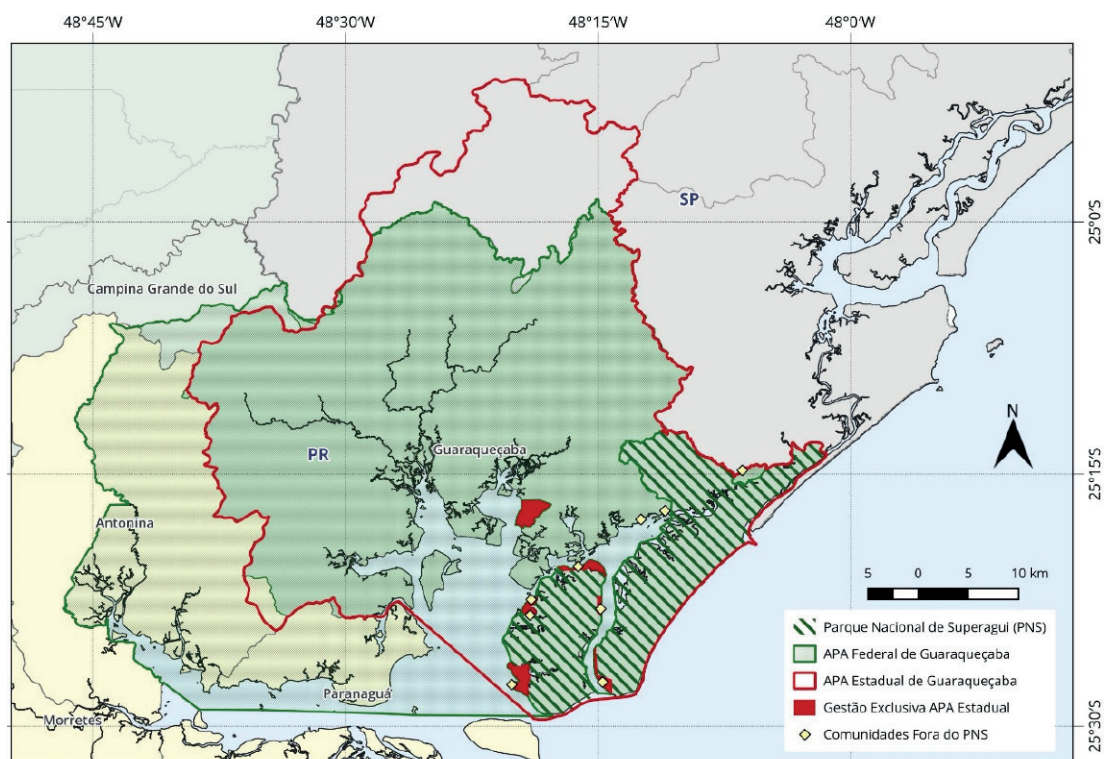 48°45'W
48°30'W
48°15'W
48°0'W
SP
25°0'S
Campina Grande do Sul
N
PR
Guaraqueçaba
25°15'S
Antonina
5 0 5 10 km
Parque Nacional de Superagui (PNS)
APA Federal de Guaraqueçaba
APA Estadual de Guaraqueçaba
Paranaguá
Gestão Exclusiva APA Estadual
Morretes
Comunidades Fora do PNS
25°30'S